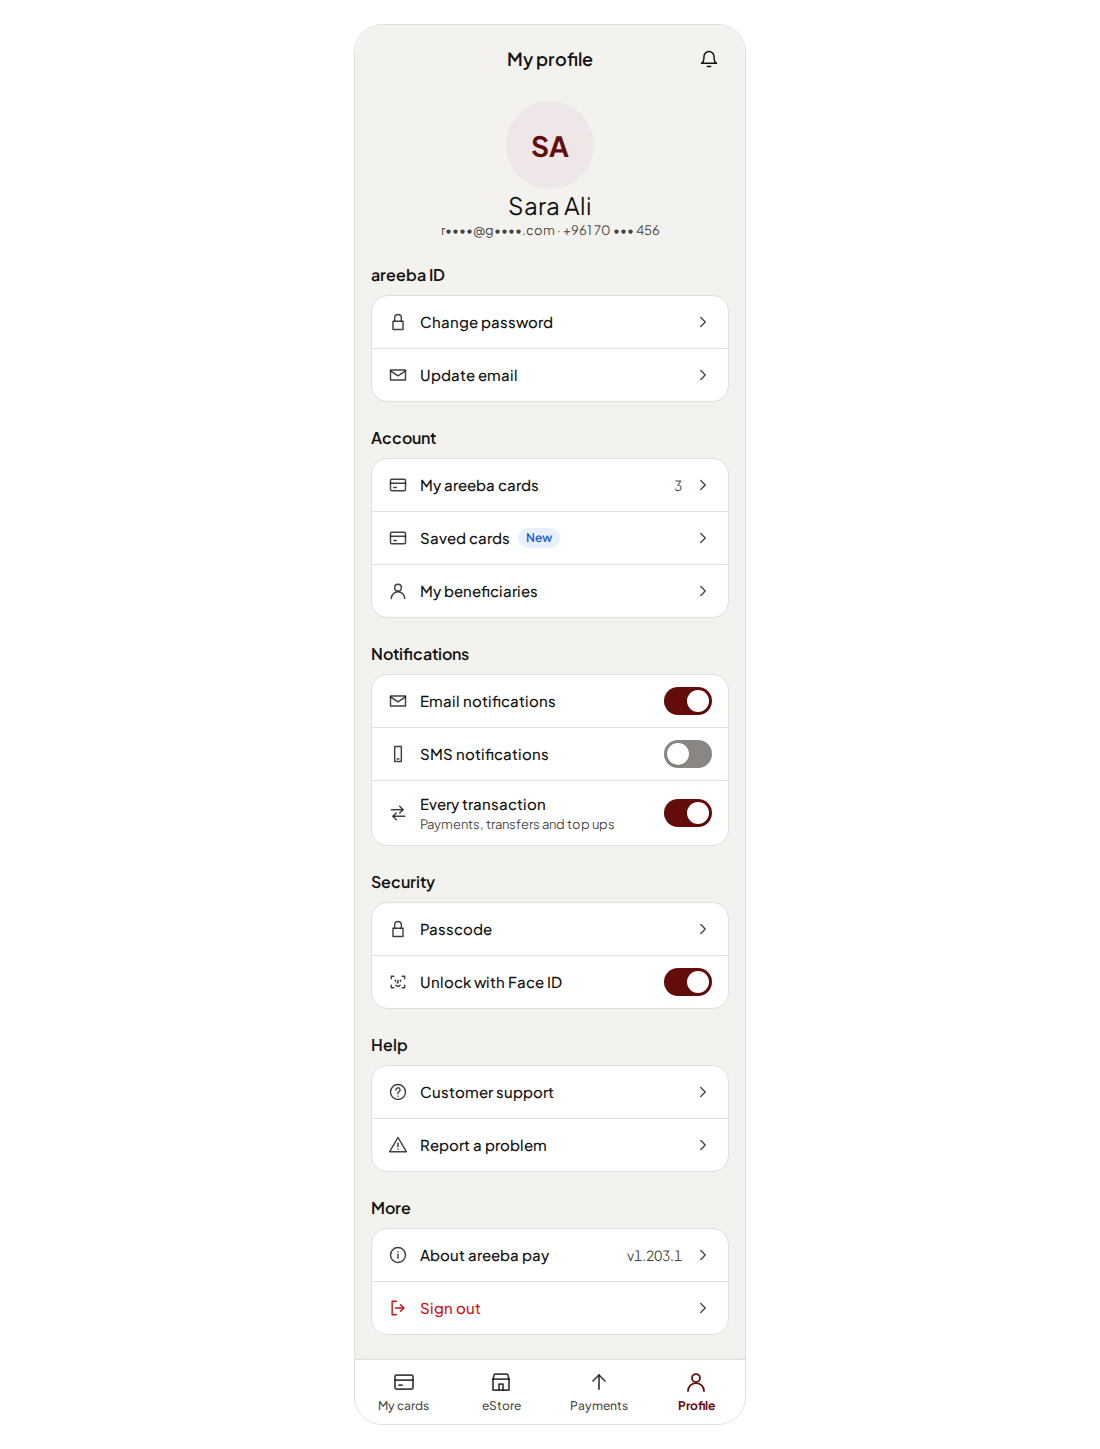 My profile
SA
Sara Ali
r••••@g••••.com · +961 70 ••• 456
areeba ID
Change password
Update email
Account
My areeba cards 3
Saved cards New
My beneficiaries
Notifications
Email notifications
SMS notifications
Every transaction
Payments, transfers and top ups
Security
Passcode
Unlock with Face ID
Help
Customer support
Report a problem
More
About areeba pay v1.203.1
Sign out
My cards eStore Payments Profile